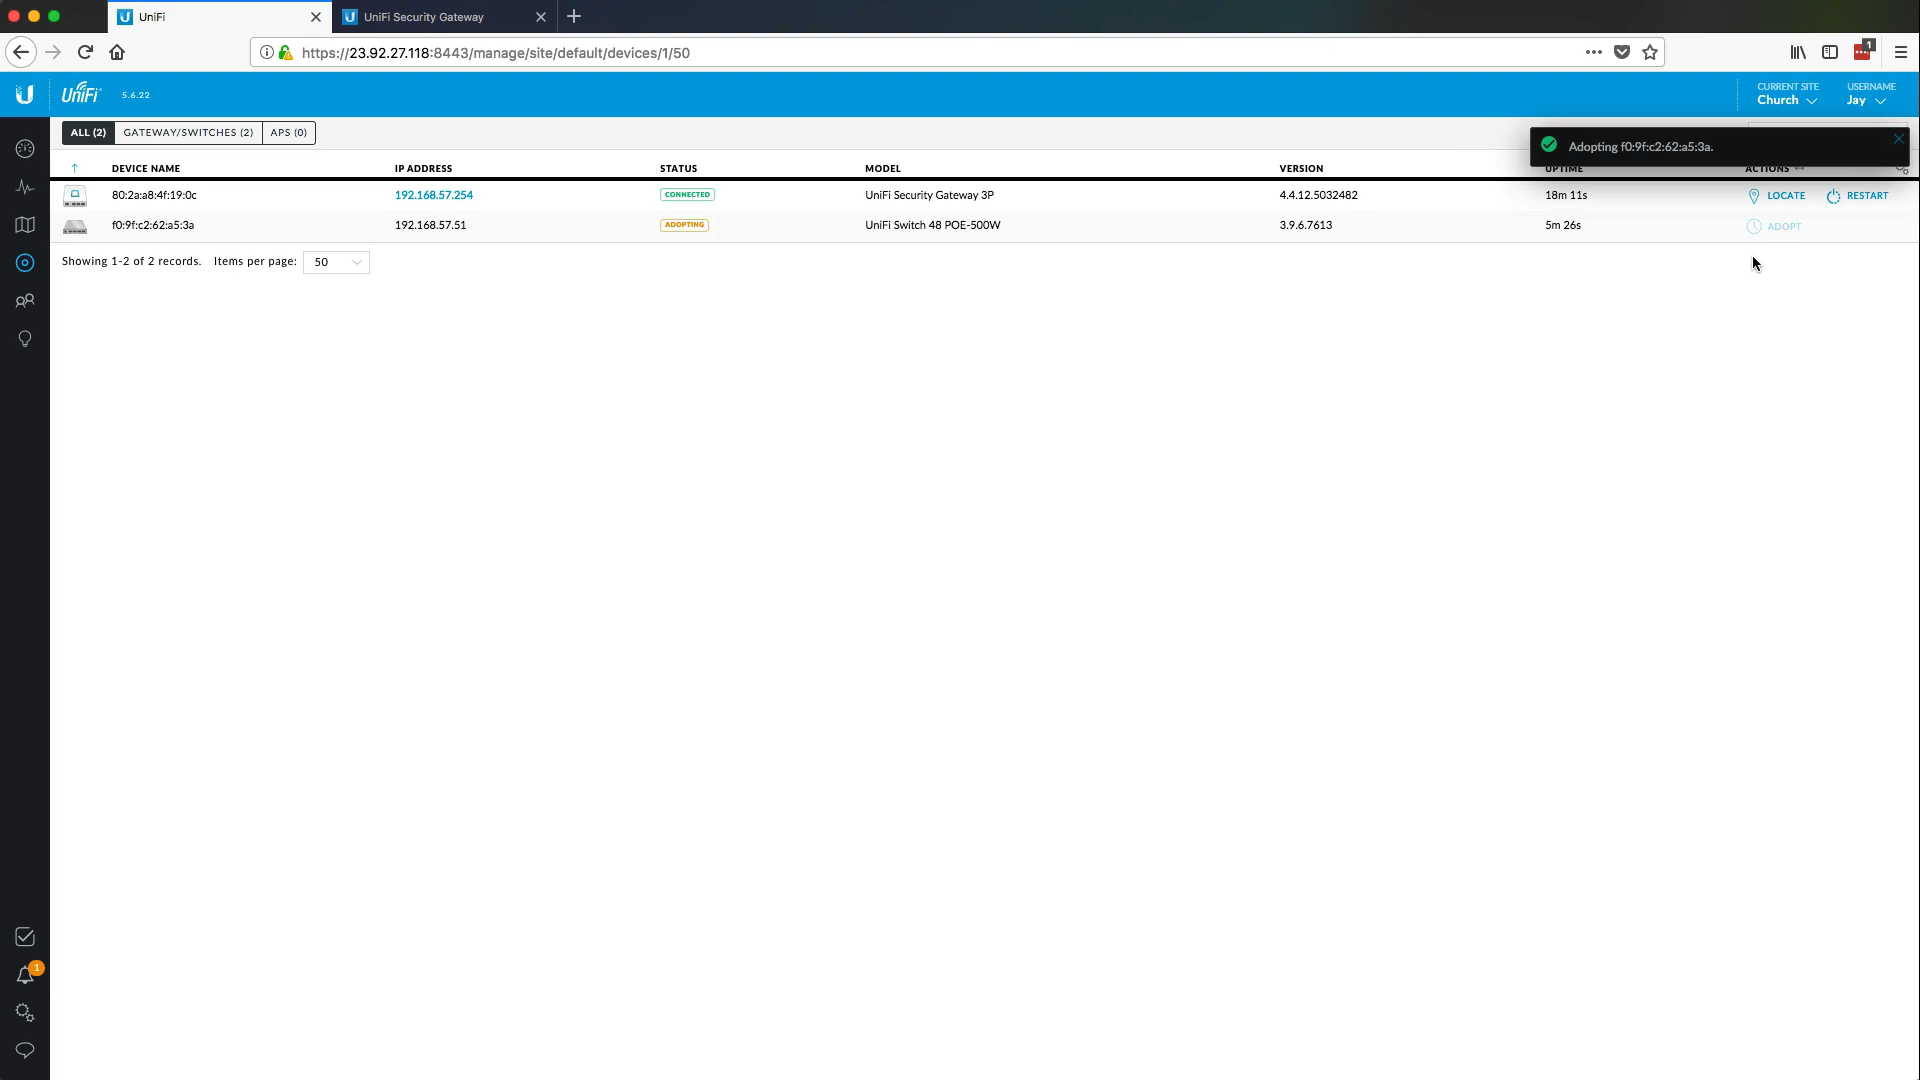 UniFi
UniFi Security Gateway
https://23.92.27.118:8443/manage/site/default/devices/1/50
1
UniFi 5.6.22
CURRENT SITE
Church
USERNAME
Jay
ALL (2) GATEWAY/SWITCHES (2) APS (0)
Adopting f0:9f:c2:62:a5:3a.
DEVICE NAME IP ADDRESS STATUS MODEL VERSION UPTIME ACTIONS
80:2a:a8:4f:19:0c 192.168.57.254 CONNECTED UniFi Security Gateway 3P 4.4.12.5032482 18m 11s LOCATE RESTART
f0:9f:c2:62:a5:3a 192.168.57.51 ADOPTING UniFi Switch 48 POE-500W 3.9.6.7613 5m 26s ADOPT
Showing 1-2 of 2 records. Items per page: 50
1